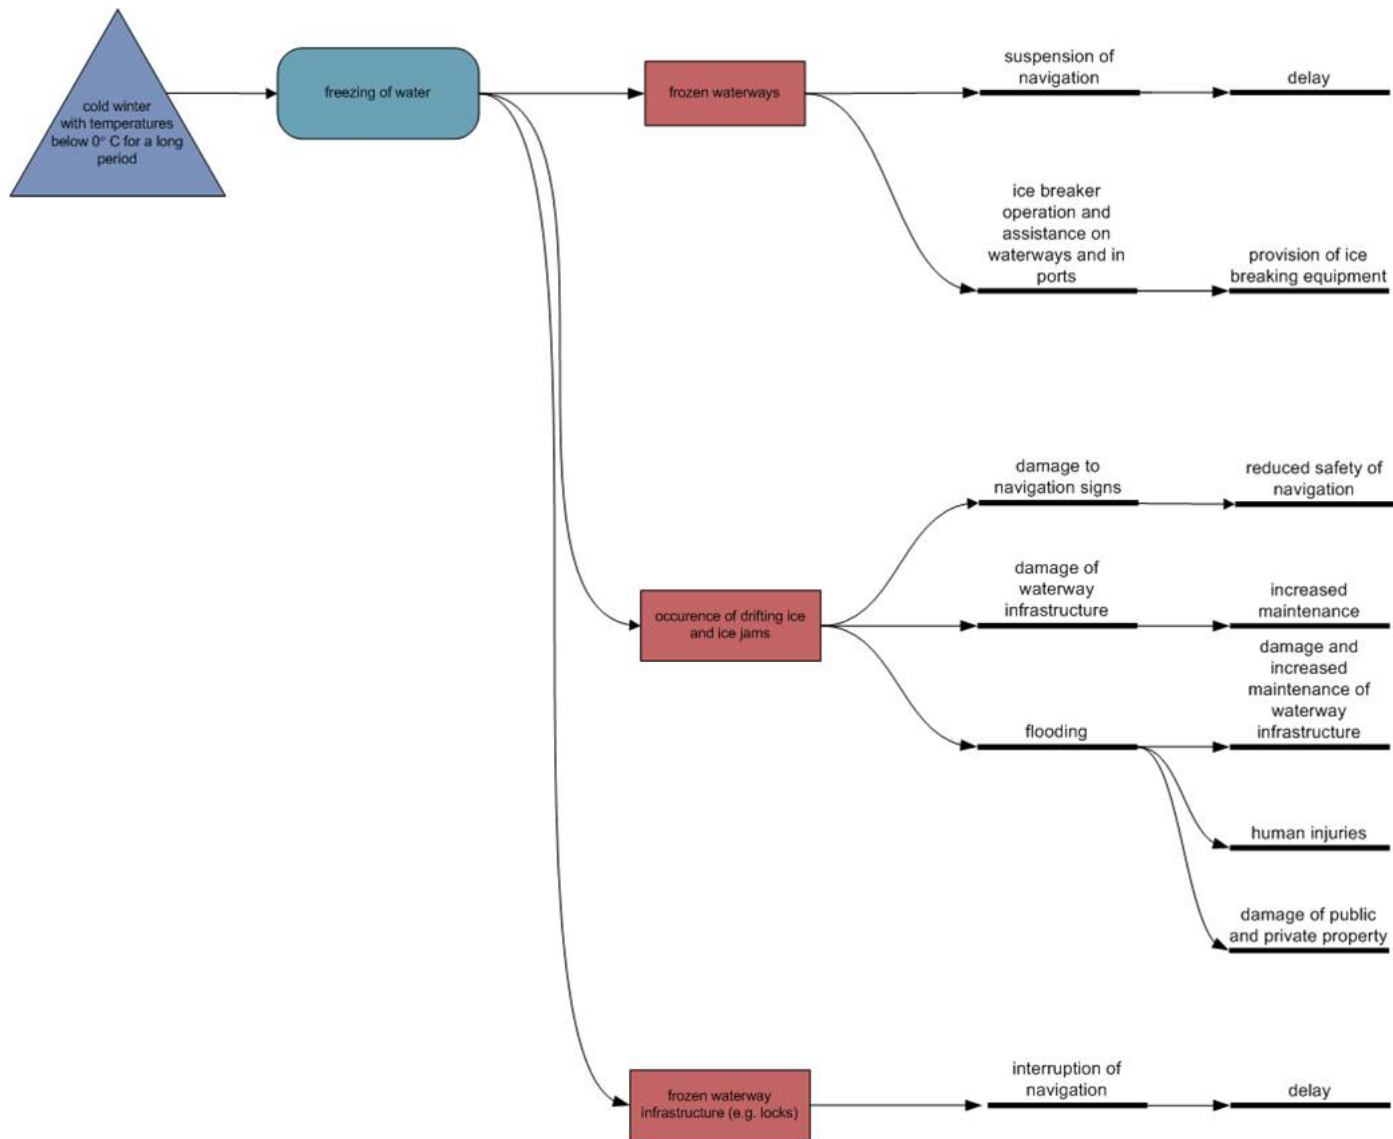 cold winter
with temperatures
below 0° C for a long
period
freezing of water
frozen waterways
suspension of
navigation
delay
ice breaker
operation and
assistance on
waterways and in
ports
provision of ice
breaking equipment
occurence of drifting ice
and ice jams
damage to
navigation signs
reduced safety of
navigation
damage of
waterway
infrastructure
increased
maintenance
flooding
damage and
increased
maintenance of
waterway
infrastructure
human injuries
damage of public
and private property
frozen waterway
infrastructure (e.g. locks)
interruption of
navigation
delay